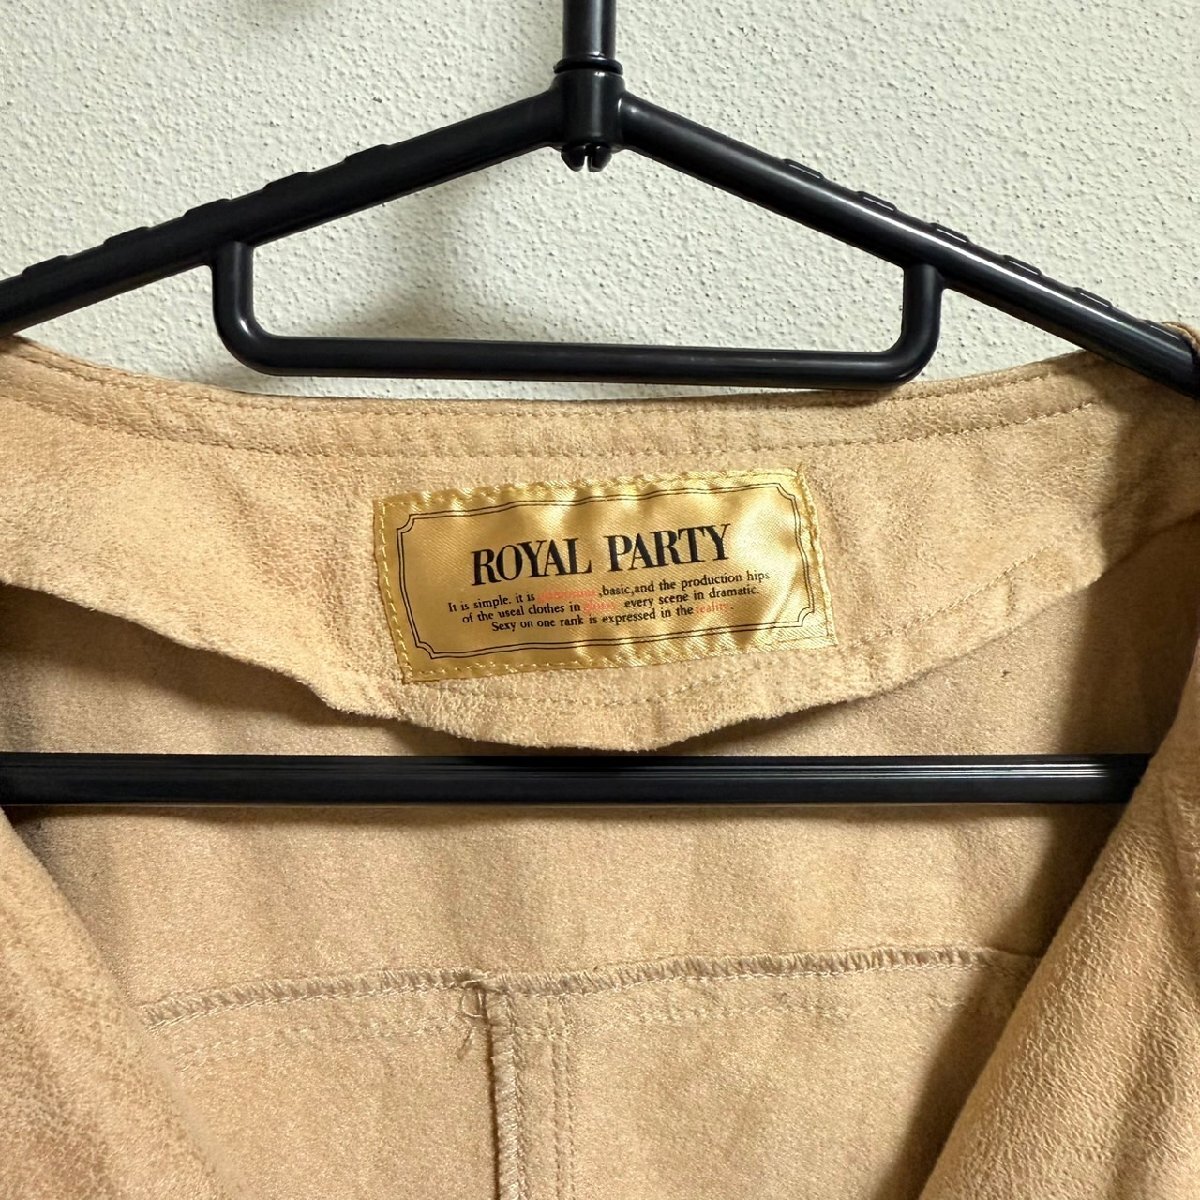 ROYAL PARTY
It is simple. it is ,basic,and the production hips
of the useal clothes in every scene in dramatic.
Sexy on one rank is expressed in the reality.